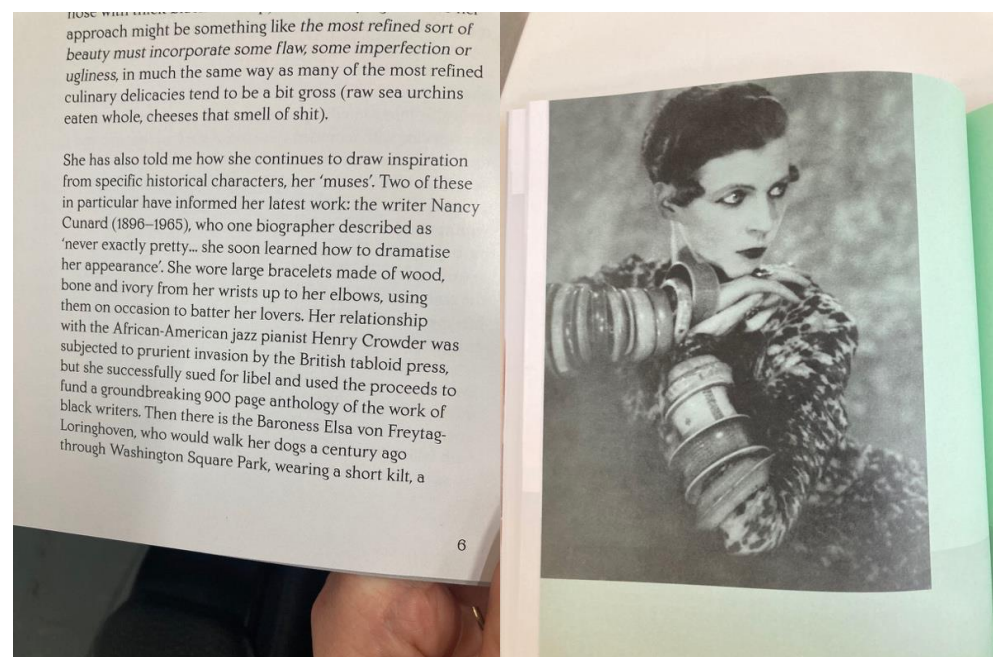 approach might be something like the most refined sort of
beauty must incorporate some flaw, some imperfection or
ugliness, in much the same way as many of the most refined
culinary delicacies tend to be a bit gross (raw sea urchins
eaten whole, cheeses that smell of shit).
She has also told me how she continues to draw inspiration
from specific historical characters, her ‘muses’. Two of these
in particular have informed her latest work: the writer Nancy
Cunard (1896–1965), who one biographer described as
‘never exactly pretty... she soon learned how to dramatise
her appearance’. She wore large bracelets made of wood,
bone and ivory from her wrists up to her elbows, using
them on occasion to batter her lovers. Her relationship
with the African-American jazz pianist Henry Crowder was
subjected to prurient invasion by the British tabloid press,
but she successfully sued for libel and used the proceeds to
fund a groundbreaking 900 page anthology of the work of
black writers. Then there is the Baroness Elsa von Freytag-
Loringhoven, who would walk her dogs a century ago
through Washington Square Park, wearing a short kilt, a
6